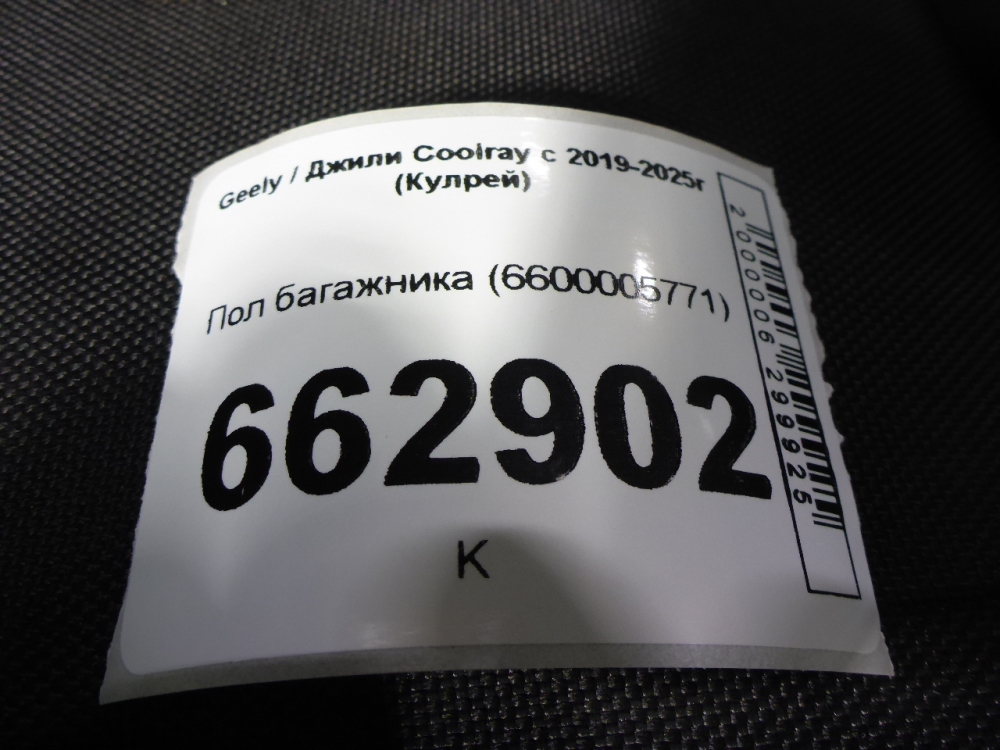 Geely / Джили Coolray с 2019-2025г
(Кулрей)
Пол багажника (6600005771)
662902
К
2000006299925